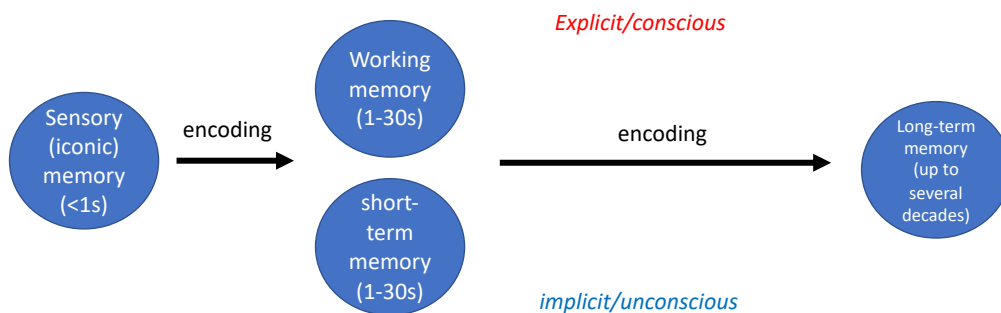 Explicit/conscious
Working
memory
(1-30s)
Sensory
(iconic)
memory
(<1s)
encoding
encoding
Long-term
memory
(up to
several
decades)
short-
term
memory
(1-30s)
implicit/unconscious